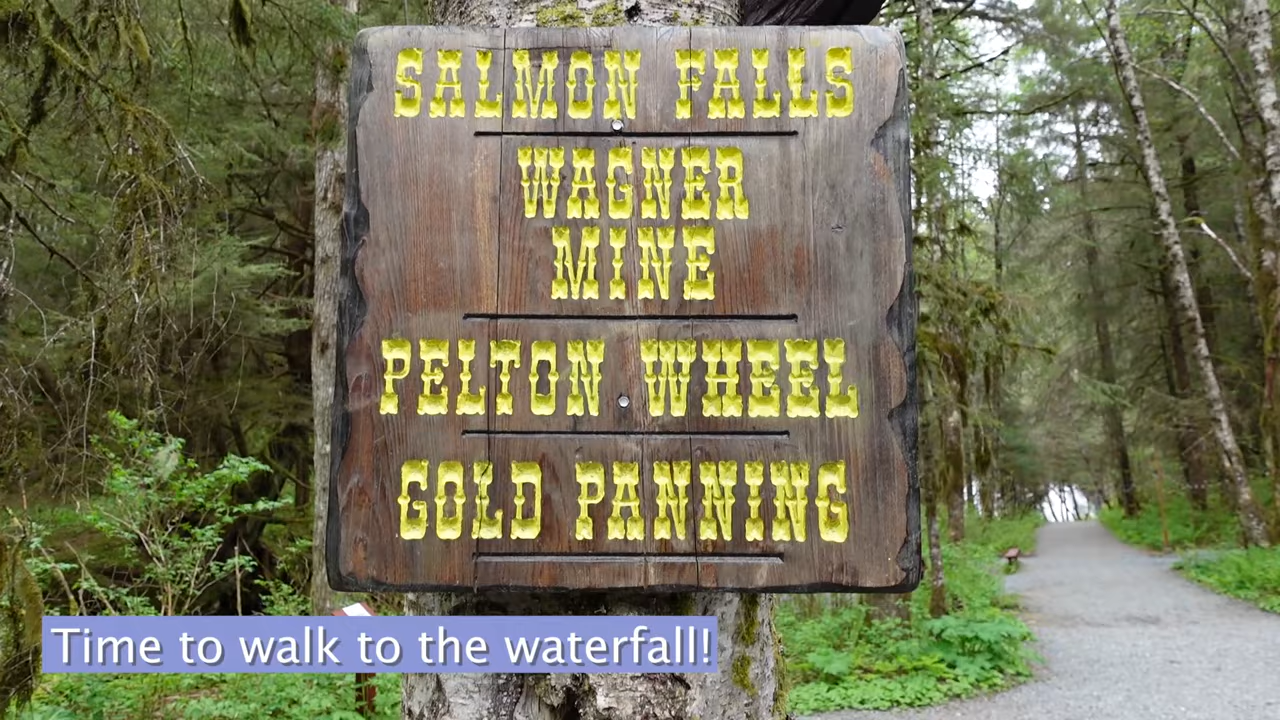 SALMON FALLS
WAGNER
MINE
PELTON WHEEL
GOLD PANNING
Time to walk to the waterfall!